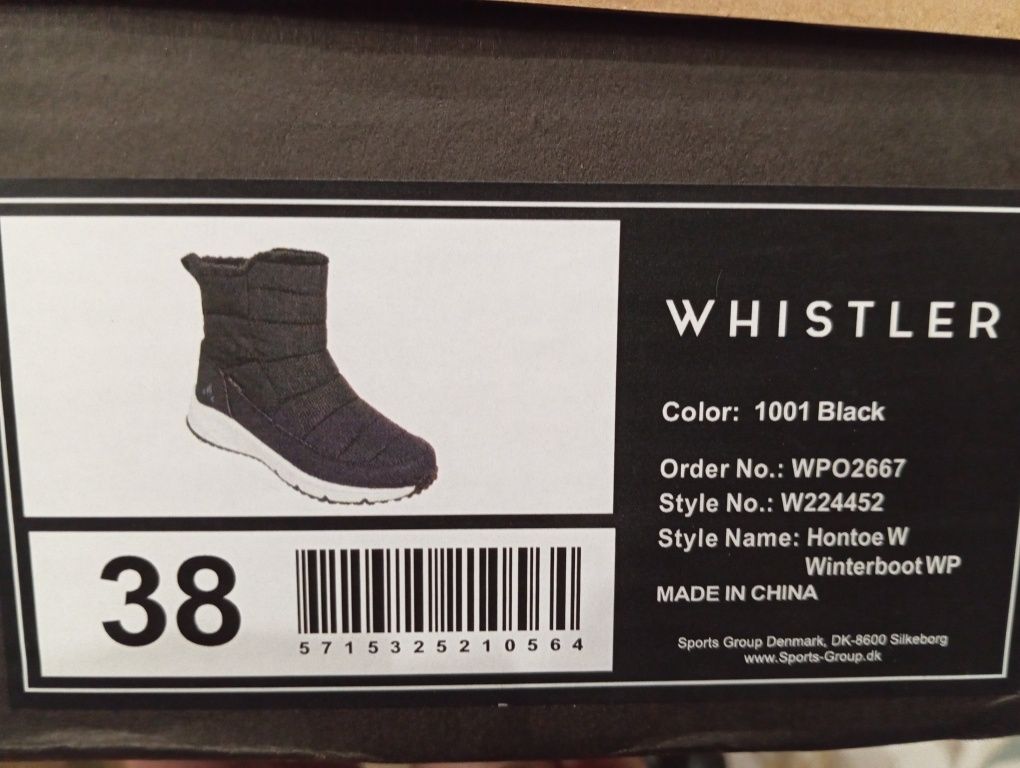 WHISTLER
Color: 1001 Black
Order No.: WPO2667
Style No.: W224452
Style Name: Hontoe W
Winterboot WP
MADE IN CHINA
Sports Group Denmark, DK-8600 Silkeborg
www.Sports-Group.dk
38
5715325210564